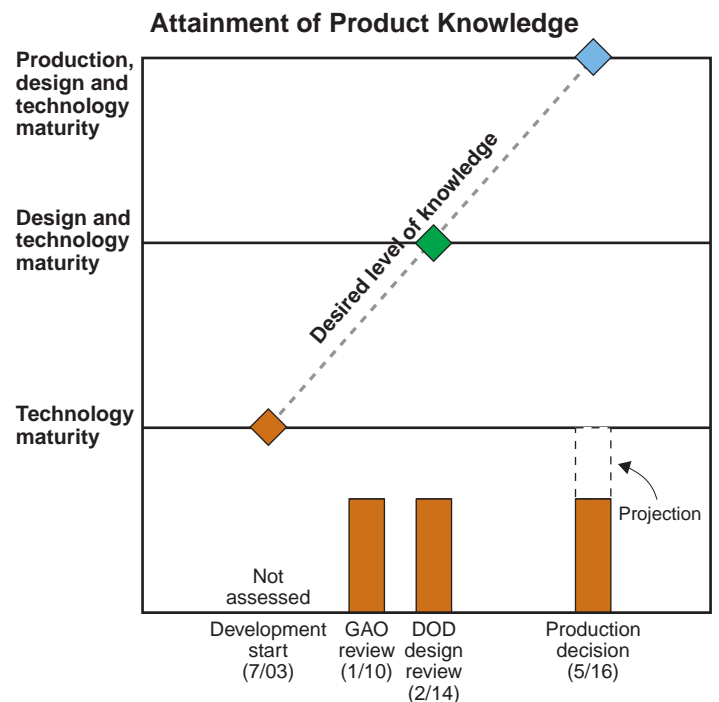 Attainment of Product Knowledge
Production,
design and
technology
maturity
Design and
technology
maturity
Desired level of knowledge
Technology
maturity
Projection
Not
assessed
Development
start
(7/03)
GAO
review
(1/10)
DOD
design
review
(2/14)
Production
decision
(5/16)